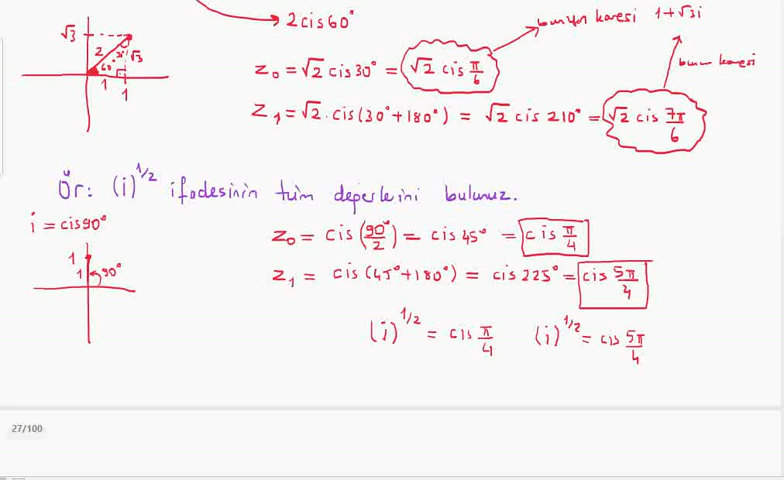 2cis60°
bunun karesi 1+√3i
bunun karesi
√3
2
√3
60°
1
1
z₀ = √2 cis30° = √2 cis π/6
z₁ = √2 . cis(30°+180°) = √2 cis 210° = √2 cis 7π/6
Ör: (i)^1/2 ifadesinin tüm değerlerini bulunuz.
i = cis90°
1
1
90°
z₀ = cis(90°/2) = cis 45° = cis π/4
z₁ = cis(45°+180°) = cis 225° = cis 5π/4
(i)^1/2 = cis π/4 (i)^1/2 = cis 5π/4
27/100